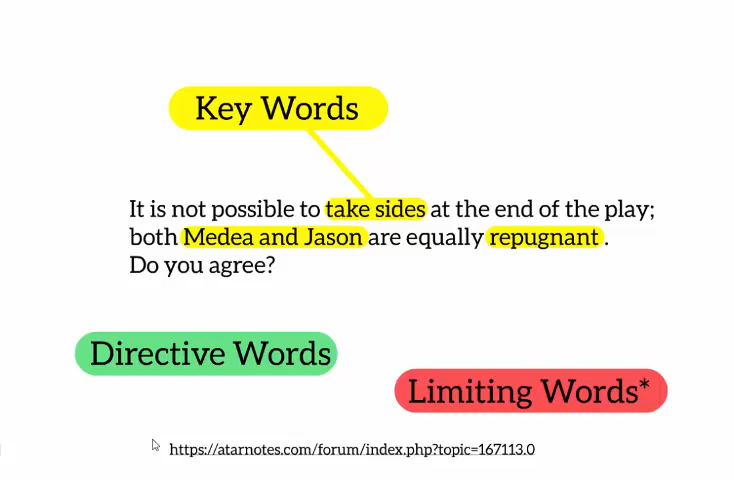 Key Words
It is not possible to take sides at the end of the play;
both Medea and Jason are equally repugnant .
Do you agree?
Directive Words
Limiting Words*
https://atarnotes.com/forum/index.php?topic=167113.0